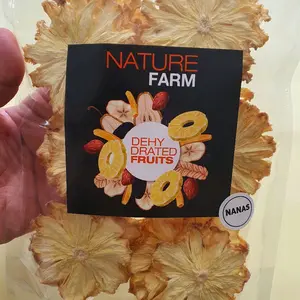 NATURE
FARM
DEHY
DRATED
FRUITS
NANAS